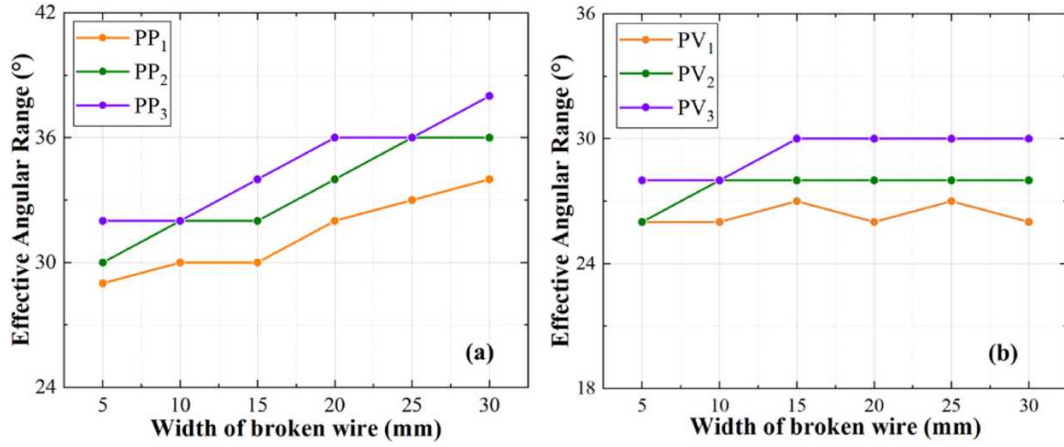 42
36
30
24
Effective Angular Range (°)
PP₁
PP₂
PP₃
(a)
5 10 15 20 25 30
Width of broken wire (mm)
36
30
24
18
Effective Angular Range (°)
PV₁
PV₂
PV₃
(b)
5 10 15 20 25 30
Width of broken wire (mm)